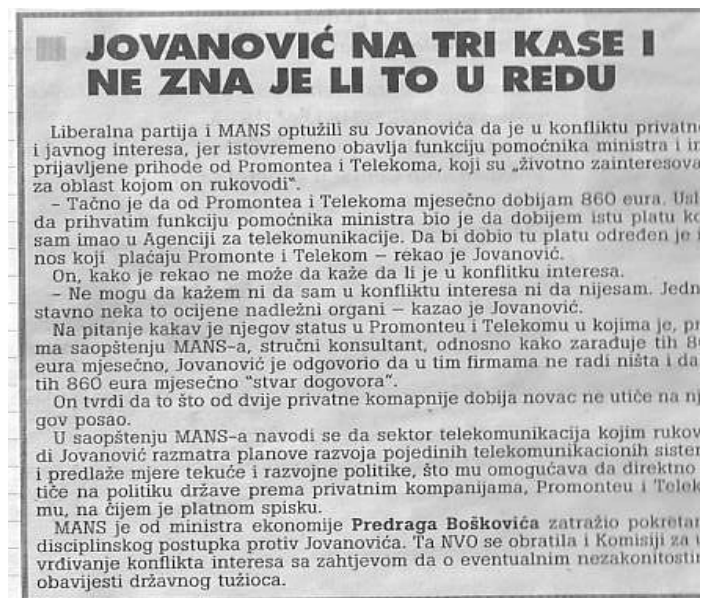 JOVANOVIĆ NA TRI KASE I
NE ZNA JE LI TO U REDU
Liberalna partija i MANS optužili su Jovanovića da je u konfliktu privatn
i javnog interesa, jer istovremeno obavlja funkciju pomoćnika ministra i
prijavljene prihode od Promontea i Telekoma, koji su „životno zainteresova
za oblast kojom on rukovodi“.
– Tačno je da od Promontea i Telekoma mjesečno dobijam 860 eura. Usl
da prihvatim funkciju pomoćnika ministra bio je da dobijem istu platu ko
sam imao u Agenciji za telekomunikacije. Da bi dobio tu platu određen je i
nos koji plaćaju Promonte i Telekom – rekao je Jovanović.
On, kako je rekao ne može da kaže da li je u konflitku interesa.
– Ne mogu da kažem ni da sam u konfliktu interesa ni da nijesam. Jedn
stavno neka to ocijene nadležni organi – kazao je Jovanović.
Na pitanje kakav je njegov status u Promonteu i Telekomu u kojima je, pr
ma saopštenju MANS-a, stručni konsultant, odnosno kako zarađuje tih 8
eura mjesečno, Jovanović je odgovorio da u tim firmama ne radi ništa i da
tih 860 eura mjesečno “stvar dogovora”.
On tvrdi da to što od dvije privatne komapnije dobija novac ne utiče na nj
gov posao.
U saopštenju MANS-a navodi se da sektor telekomunikacija kojim rukov
di Jovanović razmatra planove razvoja pojedinih telekomunikacionih siste
i predlaže mjere tekuće i razvojne politike, što mu omogućava da direktno
tiče na politiku države prema privatnim kompanijama, Promonteu i Telek
mu, na čijem je platnom spisku.
MANS je od ministra ekonomije Predraga Boškovića zatražio pokretan
disciplinskog postupka protiv Jovanovića. Ta NVO se obratila i Komisiji za u
vrđivanje konflikta interesa sa zahtjevom da o eventualnim nezakonitosti
obavijesti državnog tužioca.